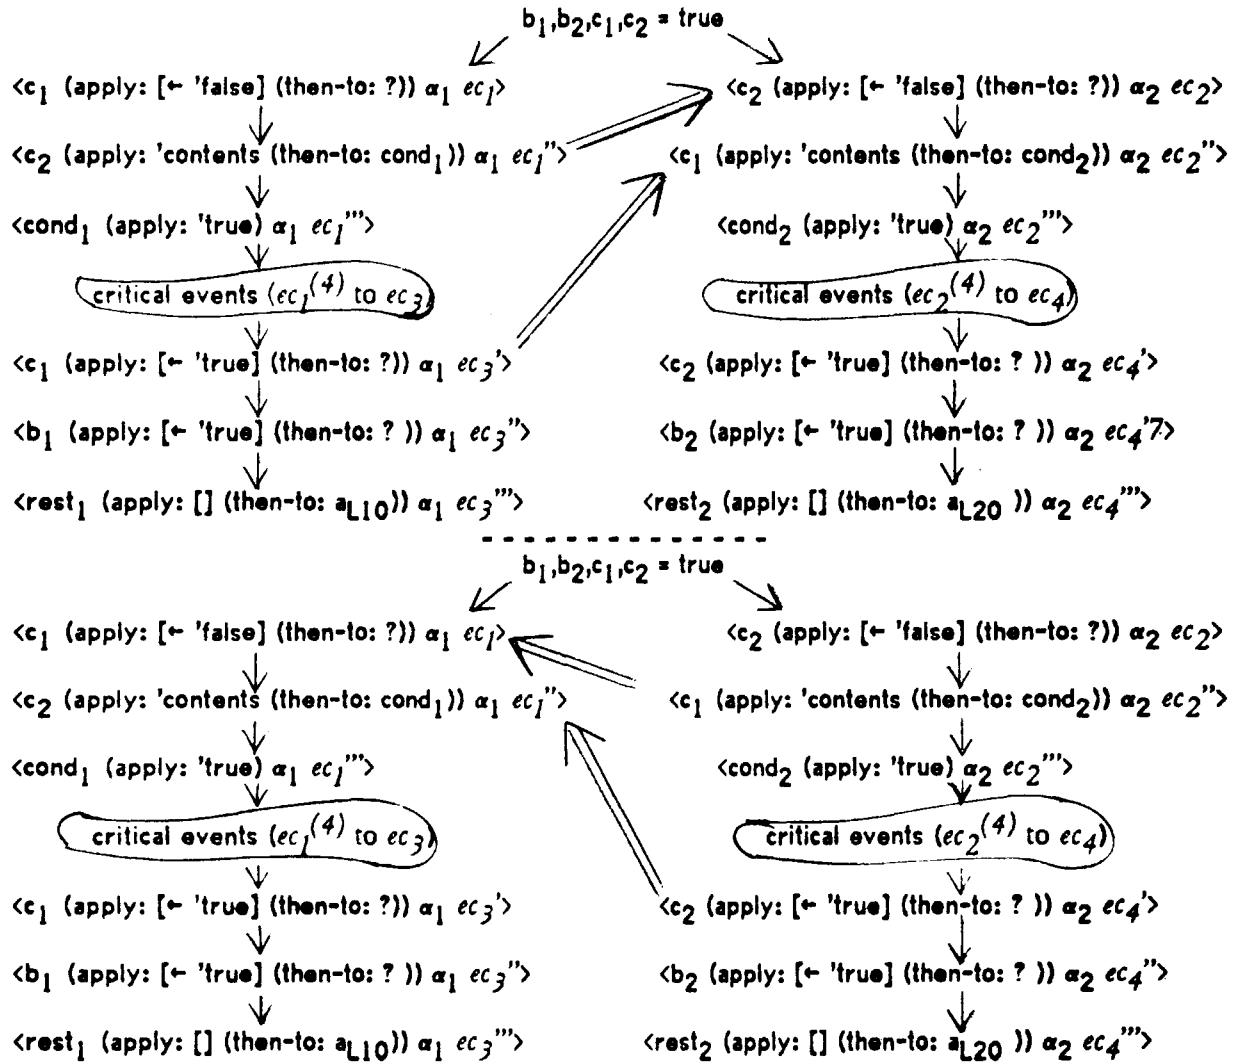 b₁,b₂,c₁,c₂ = true
<c₁ (apply: [← 'false] (then-to: ?)) α₁ ec₁>
<c₂ (apply: [← 'false] (then-to: ?)) α₂ ec₂>
<c₂ (apply: 'contents (then-to: cond₁)) α₁ ec₁''>
<c₁ (apply: 'contents (then-to: cond₂)) α₂ ec₂''>
<cond₁ (apply: 'true) α₁ ec₁'''>
<cond₂ (apply: 'true) α₂ ec₂'''>
critical events (ec₁⁽⁴⁾ to ec₃)
critical events (ec₂⁽⁴⁾ to ec₄)
<c₁ (apply: [← 'true] (then-to: ?)) α₁ ec₃'>
<c₂ (apply: [← 'true] (then-to: ? )) α₂ ec₄'>
<b₁ (apply: [← 'true] (then-to: ? )) α₁ ec₃''>
<b₂ (apply: [← 'true] (then-to: ? )) α₂ ec₄'7>
<rest₁ (apply: [] (then-to: a_L10)) α₁ ec₃'''>
<rest₂ (apply: [] (then-to: a_L20 )) α₂ ec₄'''>
b₁,b₂,c₁,c₂ = true
<c₁ (apply: [← 'false] (then-to: ?)) α₁ ec₁>
<c₂ (apply: [← 'false] (then-to: ?)) α₂ ec₂>
<c₂ (apply: 'contents (then-to: cond₁)) α₁ ec₁''>
<c₁ (apply: 'contents (then-to: cond₂)) α₂ ec₂''>
<cond₁ (apply: 'true) α₁ ec₁'''>
<cond₂ (apply: 'true) α₂ ec₂'''>
critical events (ec₁⁽⁴⁾ to ec₃)
critical events (ec₂⁽⁴⁾ to ec₄)
<c₁ (apply: [← 'true] (then-to: ?)) α₁ ec₃'>
<c₂ (apply: [← 'true] (then-to: ? )) α₂ ec₄'>
<b₁ (apply: [← 'true] (then-to: ? )) α₁ ec₃''>
<b₂ (apply: [← 'true] (then-to: ? )) α₂ ec₄''>
<rest₁ (apply: [] (then-to: a_L10)) α₁ ec₃'''>
<rest₂ (apply: [] (then-to: a_L20 )) α₂ ec₄'''>